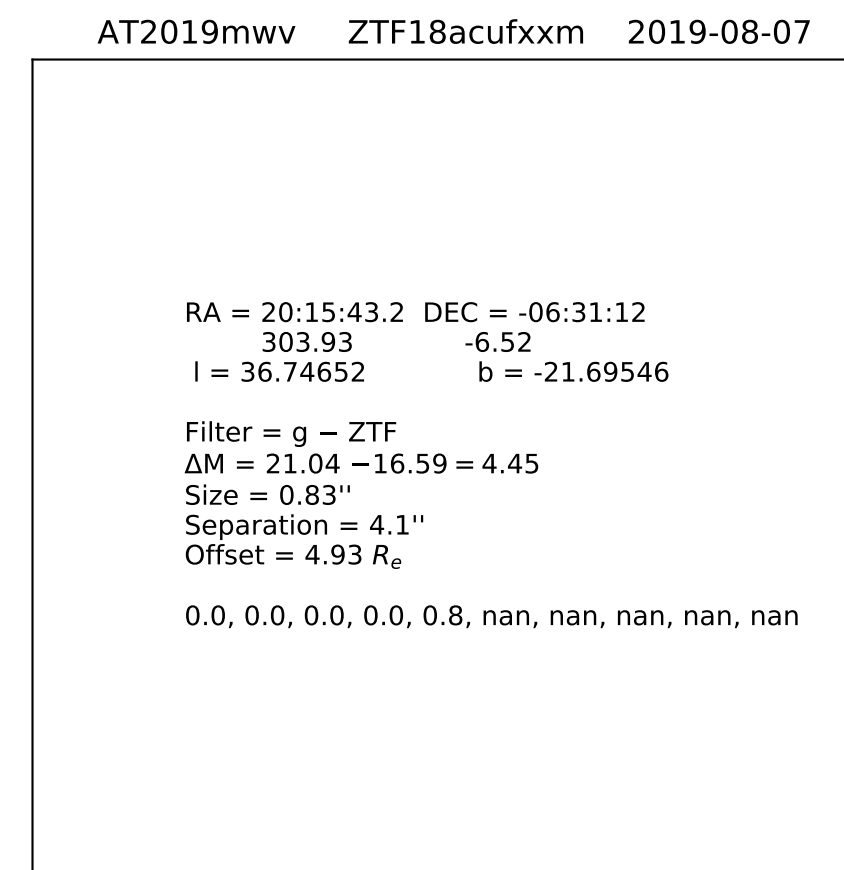 AT2019mwv ZTF18acufxxm 2019-08-07
RA = 20:15:43.2 DEC = -06:31:12
303.93 -6.52
l = 36.74652 b = -21.69546
Filter = g − ZTF
ΔM = 21.04 −16.59 = 4.45
Size = 0.83''
Separation = 4.1''
Offset = 4.93 Re
0.0, 0.0, 0.0, 0.0, 0.8, nan, nan, nan, nan, nan